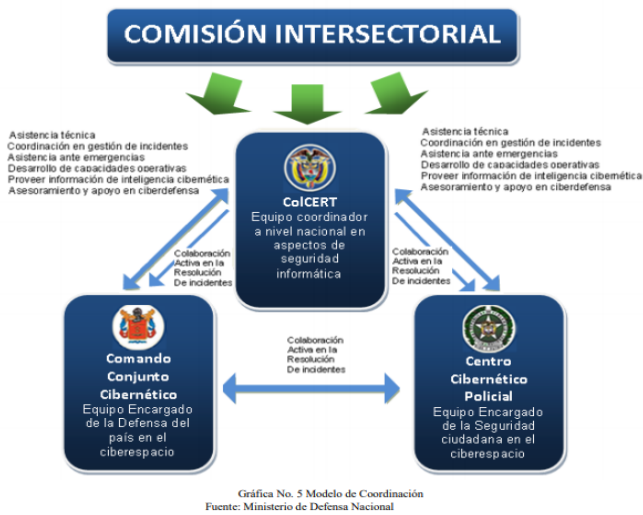 COMISIÓN INTERSECTORIAL
Asistencia técnica
Coordinación en gestión de incidentes
Asistencia ante emergencias
Desarrollo de capacidades operativas
Proveer información de inteligencia cibernética
Asesoramiento y apoyo en ciberdefensa
Asistencia técnica
Coordinación en gestión de incidentes
Asistencia ante emergencias
Desarrollo de capacidades operativas
Proveer información de inteligencia cibernética
Asesoramiento y apoyo en ciberdefensa
ColCERT
Equipo coordinador
a nivel nacional en
aspectos de
seguridad
informática
Colaboración
Activa en la
Resolución
De incidentes
Colaboración
Activa en la
Resolución
De incidentes
Comando
Conjunto
Cibernético
Equipo Encargado
de la Defensa del
país en el
ciberespacio
Colaboración
Activa en la
Resolución
De incidentes
Centro
Cibernético
Policial
Equipo Encargado
de la Seguridad
ciudadana en el
ciberespacio
Gráfica No. 5 Modelo de Coordinación
Fuente: Ministerio de Defensa Nacional